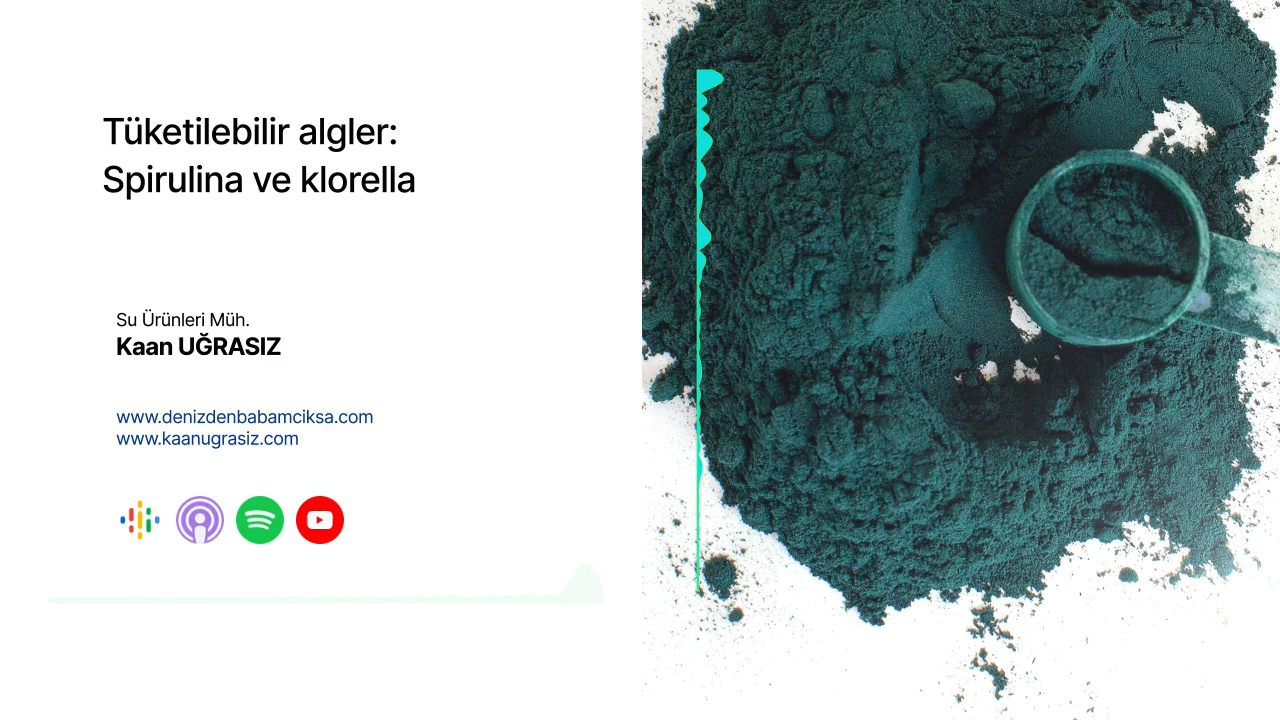 Tüketilebilir algler:
Spirulina ve klorella
Su Ürünleri Müh.
Kaan UĞRASIZ
www.denizdenbabamciksa.com
www.kaanugrasiz.com